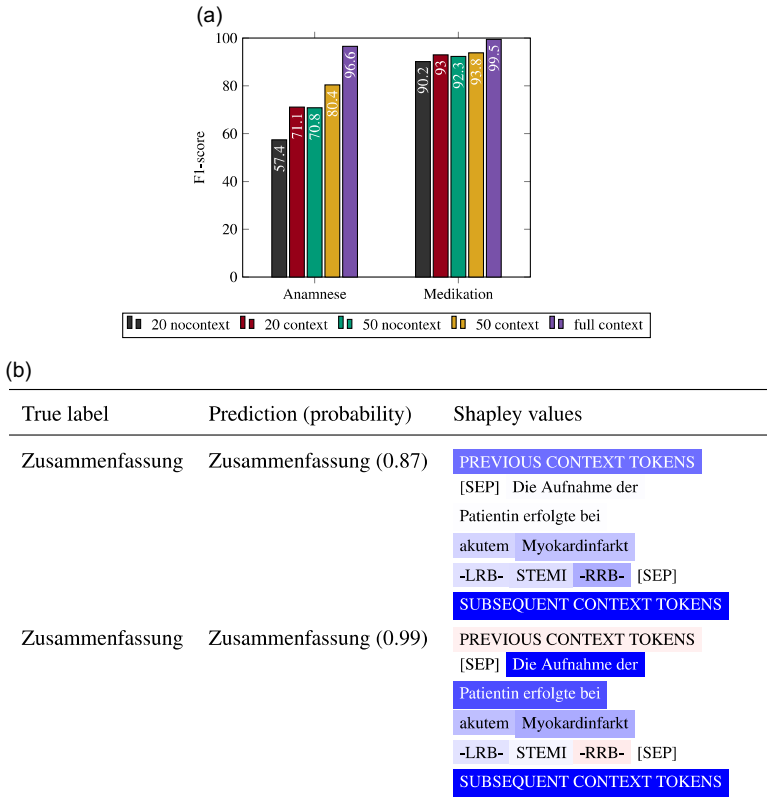 (a)
100
80
60
40
20
0
F1-score
57.4
71.1
70.8
80.4
96.6
90.2
93
92.3
93.8
99.5
Anamnese Medikation
20 nocontext 20 context 50 nocontext 50 context full context
(b)
True label Prediction (probability) Shapley values
Zusammenfassung Zusammenfassung (0.87) PREVIOUS CONTEXT TOKENS
[SEP] Die Aufnahme der
Patientin erfolgte bei
akutem Myokardinfarkt
-LRB- STEMI -RRB- [SEP]
SUBSEQUENT CONTEXT TOKENS
Zusammenfassung Zusammenfassung (0.99) PREVIOUS CONTEXT TOKENS
[SEP] Die Aufnahme der
Patientin erfolgte bei
akutem Myokardinfarkt
-LRB- STEMI -RRB- [SEP]
SUBSEQUENT CONTEXT TOKENS